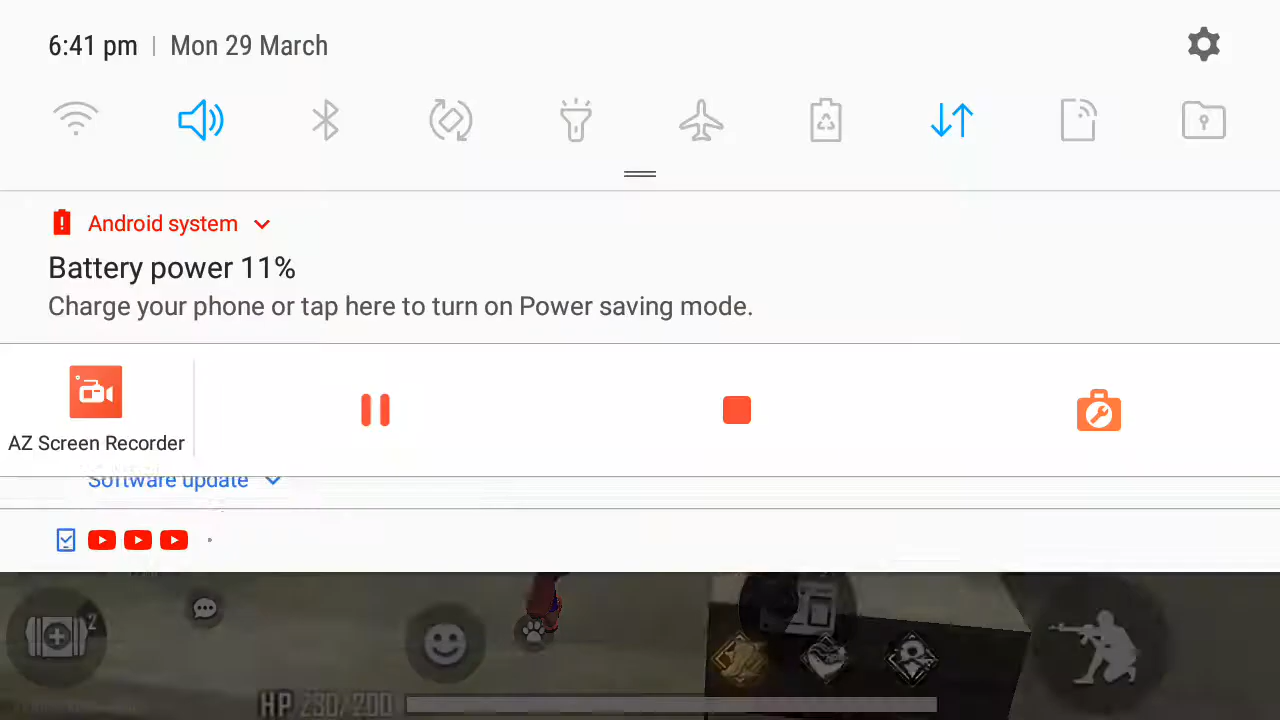 6:41 pm | Mon 29 March
Android system
Battery power 11%
Charge your phone or tap here to turn on Power saving mode.
AZ Screen Recorder
Software update
2
HP 230/200